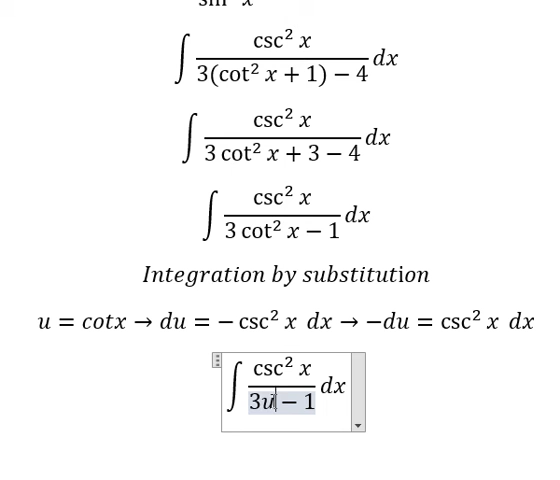 ∫ csc² x / 3(cot² x + 1) − 4 dx
∫ csc² x / 3 cot² x + 3 − 4 dx
∫ csc² x / 3 cot² x − 1 dx
Integration by substitution
u = cotx → du = − csc² x dx → −du = csc² x dx
∫ csc² x / 3u − 1 dx